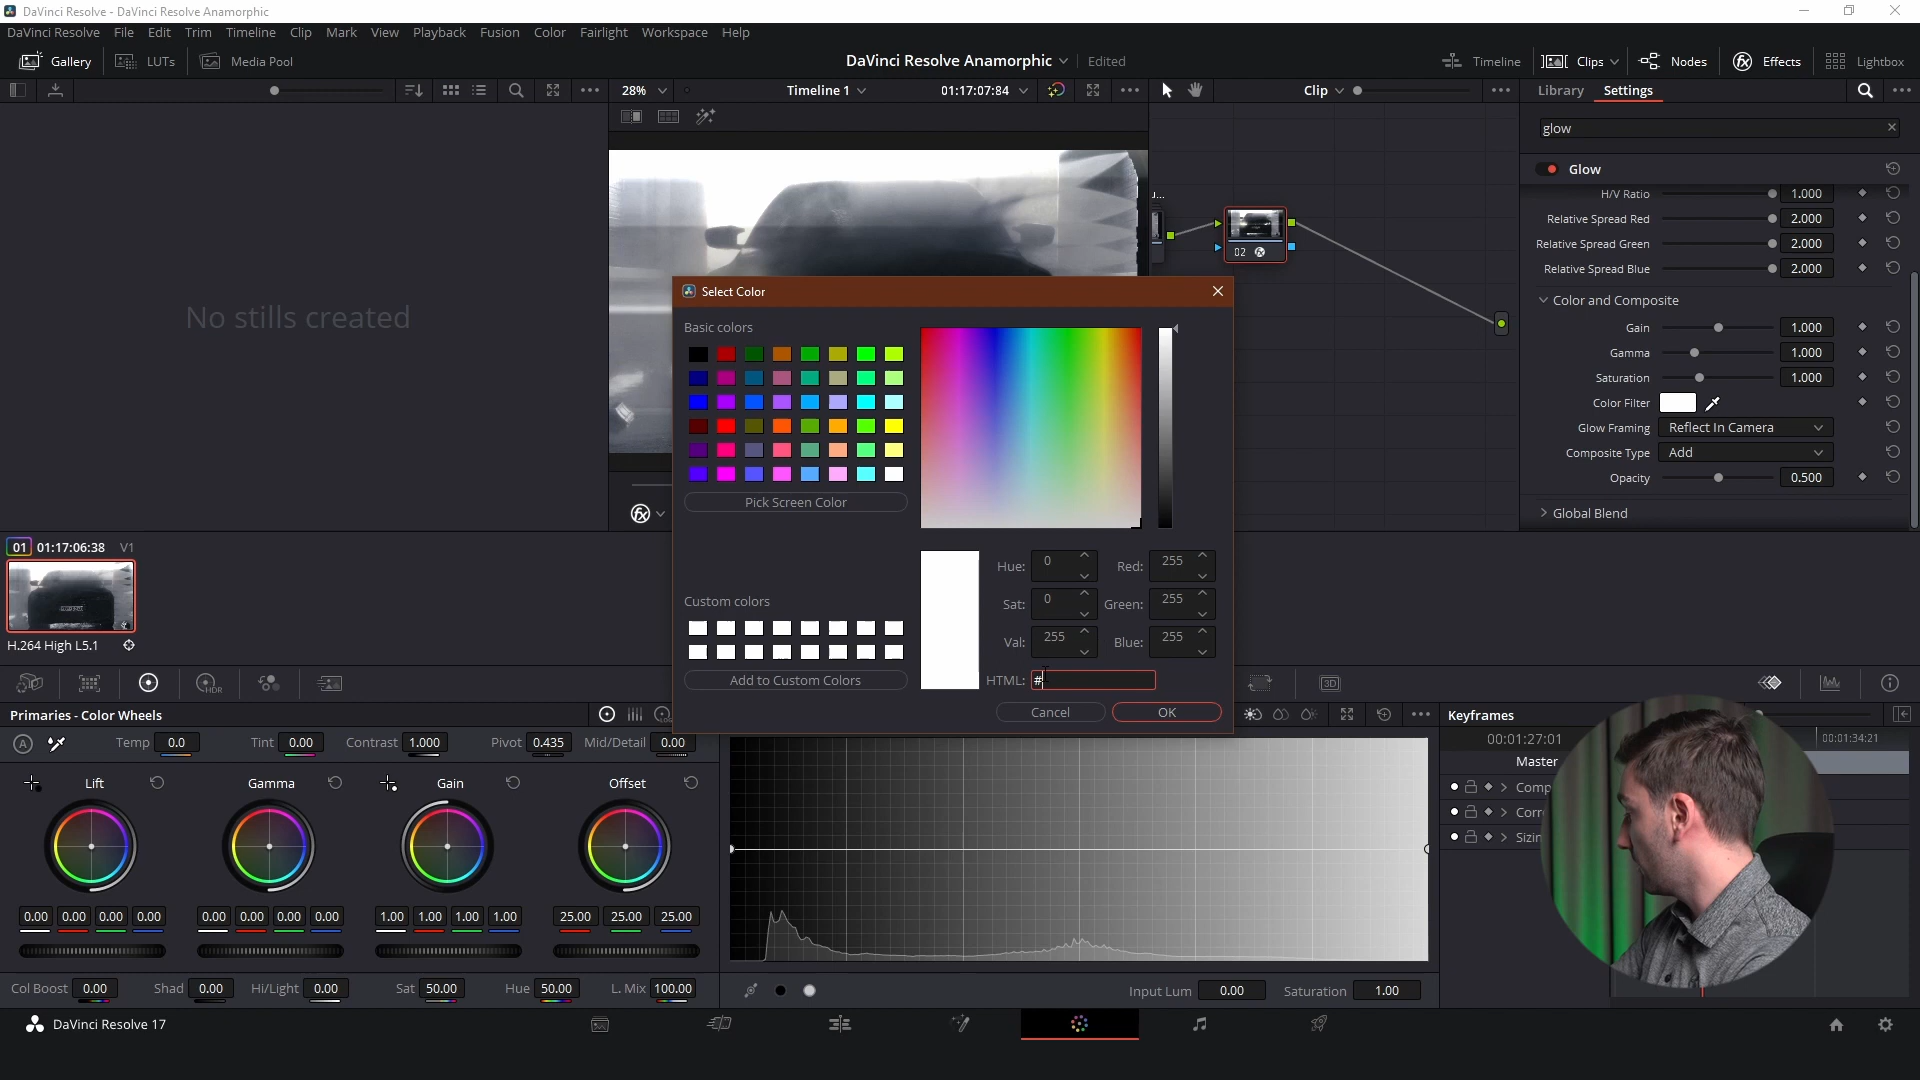 DaVinci Resolve - DaVinci Resolve Anamorphic
DaVinci Resolve File Edit Trim Timeline Clip Mark View Playback Fusion Color Fairlight Workspace Help
Gallery LUTs Media Pool DaVinci Resolve Anamorphic Edited Timeline Clips Nodes Effects Lightbox
28% Timeline 1 01:17:07:84 Clip Library Settings
glow
Glow
H/V Ratio 1.000
Relative Spread Red 2.000
Relative Spread Green 2.000
Relative Spread Blue 2.000
Color and Composite
Gain 1.000
Gamma 1.000
Saturation 1.000
Color Filter
Glow Framing Reflect In Camera
Composite Type Add
Opacity 0.500
Global Blend
02
No stills created
Select Color
Basic colors
Pick Screen Color
Custom colors
Add to Custom Colors
Hue: 0 Red: 255
Sat: 0 Green: 255
Val: 255 Blue: 255
HTML: #
Cancel OK
01 01:17:06:38 V1
H.264 High L5.1
HDR 3D
Primaries - Color Wheels
Temp 0.0 Tint 0.00 Contrast 1.000 Pivot 0.435 Mid/Detail 0.00
Lift Gamma Gain Offset
0.00 0.00 0.00 0.00 0.00 0.00 0.00 0.00 1.00 1.00 1.00 1.00 25.00 25.00 25.00
Col Boost 0.00 Shad 0.00 Hi/Light 0.00 Sat 50.00 Hue 50.00 L. Mix 100.00
Input Lum 0.00 Saturation 1.00
Keyframes
00:01:27:01 00:01:34:21
Master
Comp
Corr
Sizin
DaVinci Resolve 17